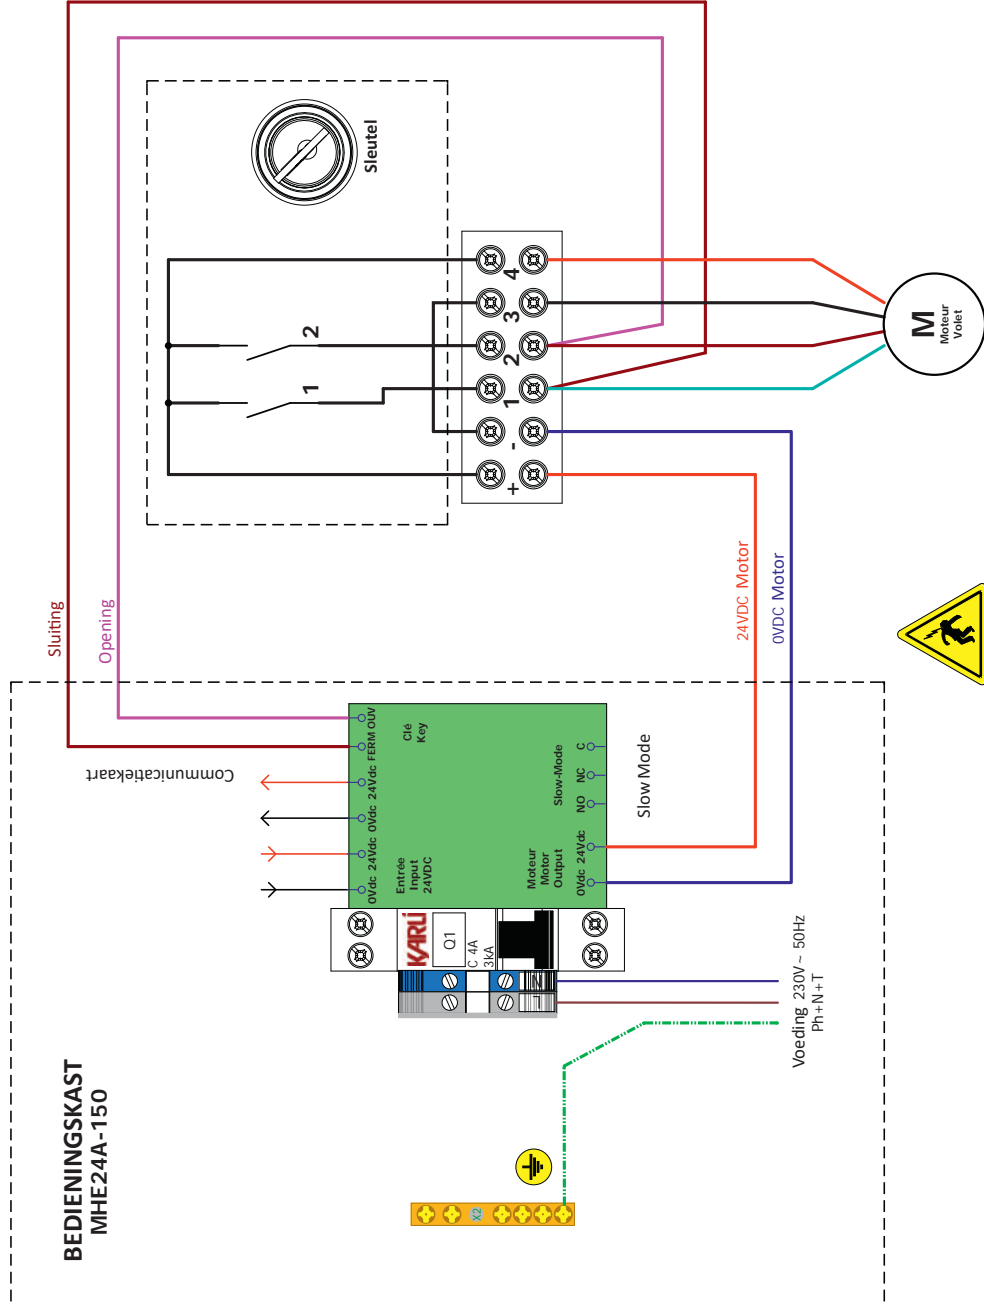 BEDIENINGSKAST
MHE24A-150
Sluiting
Opening
Communicatiekaart
0Vdc
24Vdc
0Vdc
24Vdc
FERM
OUV
Entrée
Input
24VDC
Clé
Key
Moteur
Motor
Output
Slow-Mode
0Vdc
24Vdc
NO
NC
C
Slow Mode
KARLi
Q1
C 4A
3kA
N
L
X2
Voeding 230V ~ 50Hz
Ph+N+T
24VDC Motor
0VDC Motor
Sleutel
1
2
+
-
1
2
3
4
M
Moteur
Volet